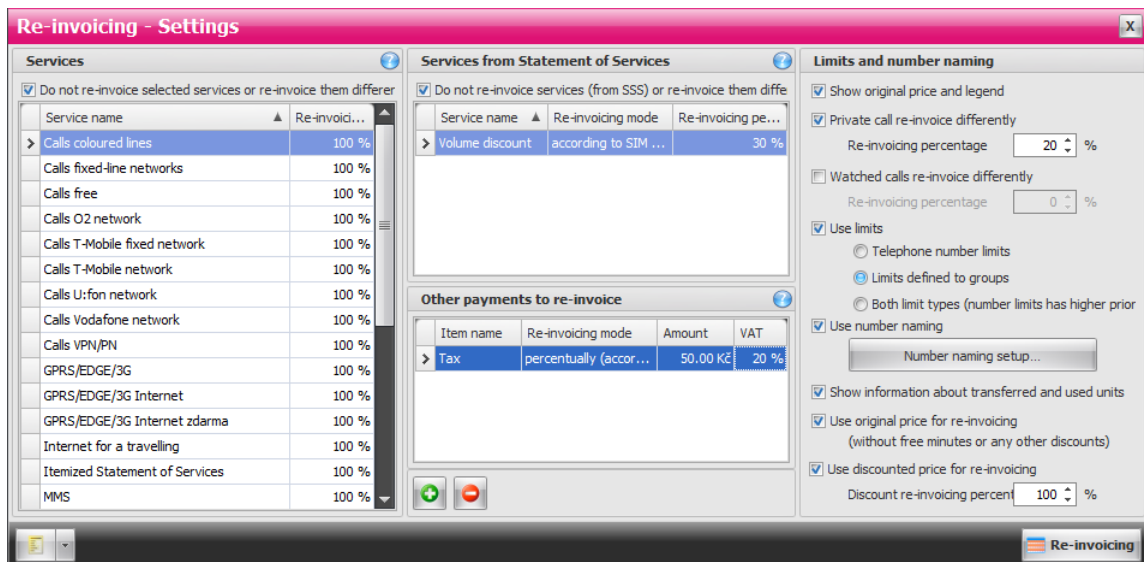 Re-invoicing - Settings
X
Services
?
Do not re-invoice selected services or re-invoice them differer
Service name
Re-invoici...
Calls coloured lines 100 %
Calls fixed-line networks 100 %
Calls free 100 %
Calls O2 network 100 %
Calls T-Mobile fixed network 100 %
Calls T-Mobile network 100 %
Calls U:fon network 100 %
Calls Vodafone network 100 %
Calls VPN/PN 100 %
GPRS/EDGE/3G 100 %
GPRS/EDGE/3G Internet 100 %
GPRS/EDGE/3G Internet zdarma 100 %
Internet for a travelling 100 %
Itemized Statement of Services 100 %
MMS 100 %
Services from Statement of Services
?
Do not re-invoice services (from SSS) or re-invoice them diffe
Service name Re-invoicing mode Re-invoicing pe...
Volume discount according to SIM ... 30 %
Other payments to re-invoice
?
Item name Re-invoicing mode Amount VAT
Tax percentually (accor... 50.00 Kč 20 %
Limits and number naming
Show original price and legend
Private call re-invoice differently
Re-invoicing percentage 20 %
Watched calls re-invoice differently
Re-invoicing percentage 0 %
Use limits
Telephone number limits
Limits defined to groups
Both limit types (number limits has higher prior
Use number naming
Number naming setup...
Show information about transferred and used units
Use original price for re-invoicing
(without free minutes or any other discounts)
Use discounted price for re-invoicing
Discount re-invoicing percent 100 %
Re-invoicing